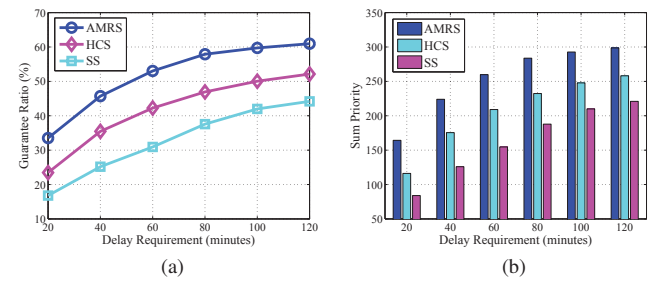 70
60
50
40
30
20
10
Guarantee Ratio (%)
AMRS
HCS
SS
20 40 60 80 100 120
Delay Requirement (minutes)
(a)
350
300
250
200
150
100
50
Sum Priority
AMRS
HCS
SS
20 40 60 80 100 120
Delay Requirement (minutes)
(b)